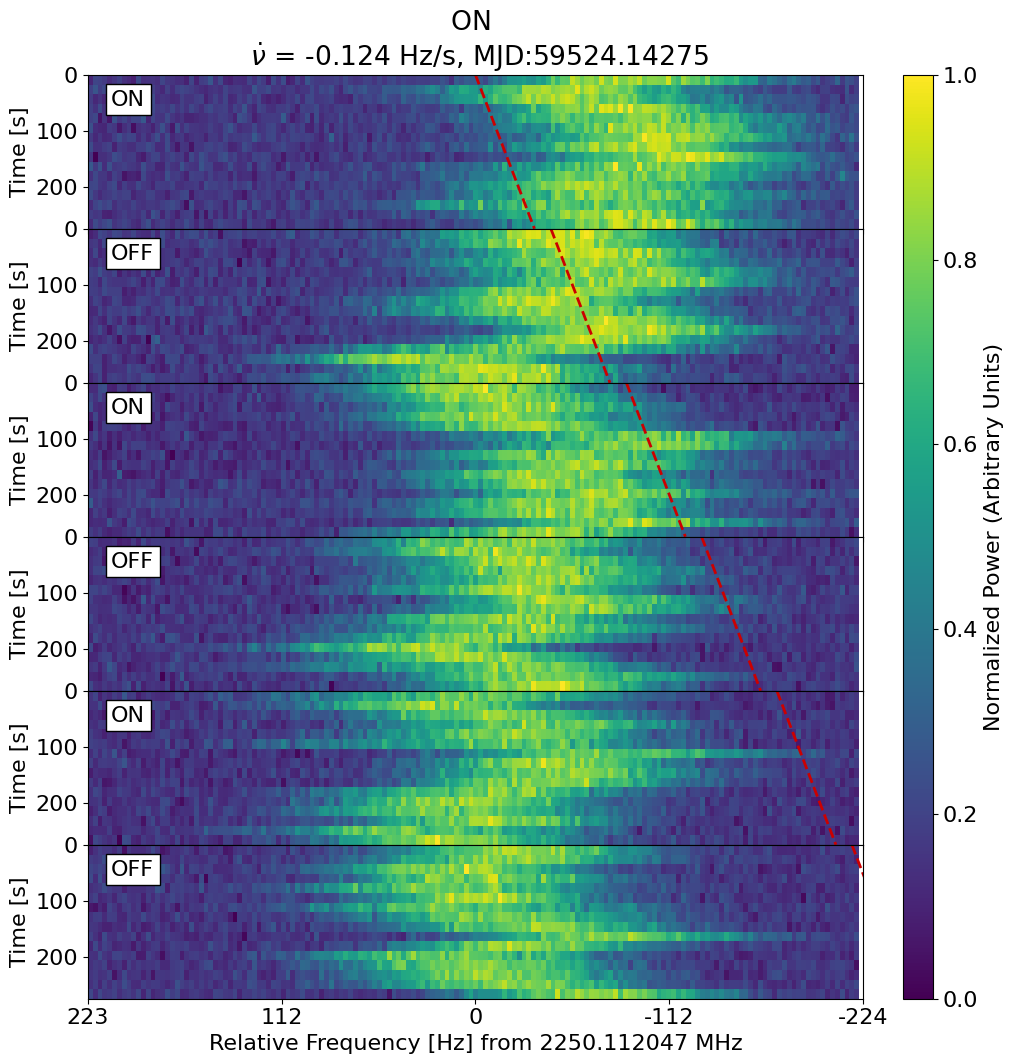 ON
ν̇ = -0.124 Hz/s, MJD:59524.14275
ON
OFF
ON
OFF
ON
OFF
Time [s]
0
100
200
Time [s]
0
100
200
Time [s]
0
100
200
Time [s]
0
100
200
Time [s]
0
100
200
Time [s]
0
100
200
223 112 0 -112 -224
Relative Frequency [Hz] from 2250.112047 MHz
1.0
0.8
0.6
0.4
0.2
0.0
Normalized Power (Arbitrary Units)